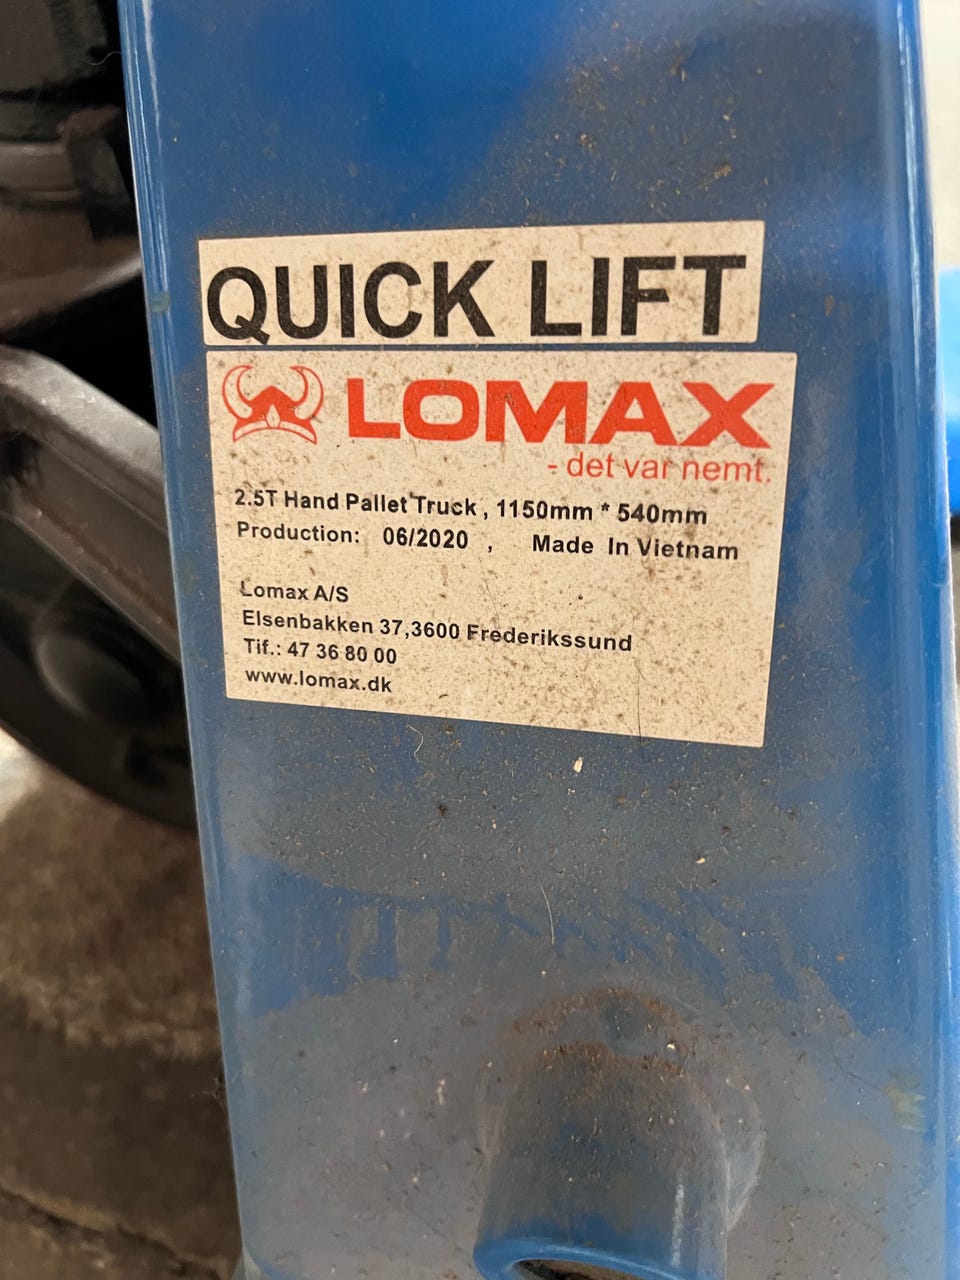 QUICK LIFT
LOMAX
- det var nemt.
2.5T Hand Pallet Truck , 1150mm * 540mm
Production: 06/2020 , Made In Vietnam
Lomax A/S
Elsenbakken 37,3600 Frederikssund
Tif.: 47 36 80 00
www.lomax.dk